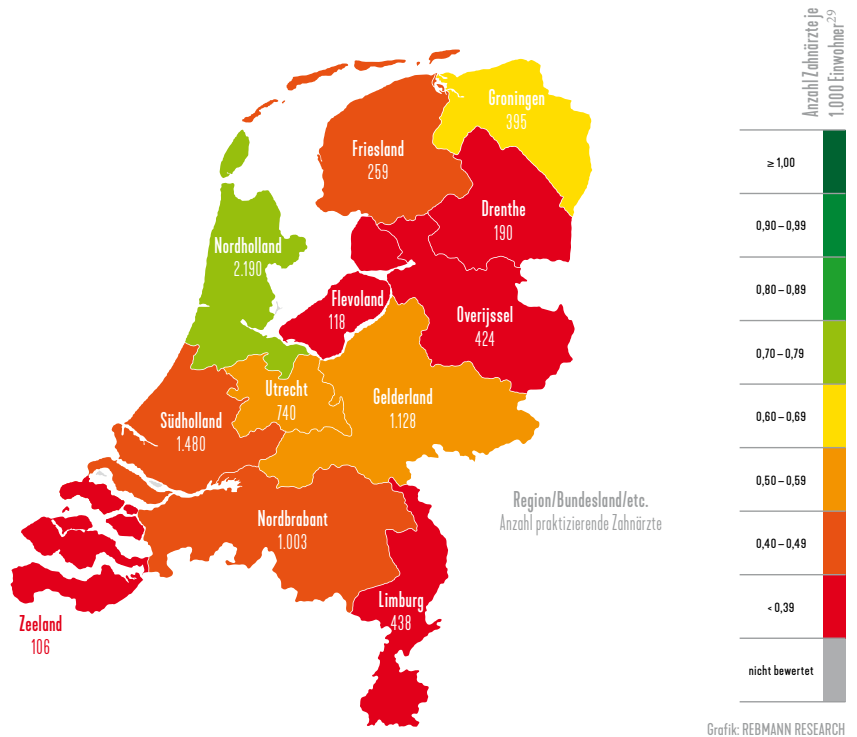 Anzahl Zahnärzte je
1.000 Einwohner29
Groningen
395
Friesland
259
Drenthe
190
Nordholland
2.190
Flevoland
118
Overijssel
424
Utrecht
740
Gelderland
1.128
Südholland
1.480
Nordbrabant
1.003
Limburg
438
Zeeland
106
Region/Bundesland/etc.
Anzahl praktizierende Zahnärzte
≥ 1,00
0,90 – 0,99
0,80 – 0,89
0,70 – 0,79
0,60 – 0,69
0,50 – 0,59
0,40 – 0,49
< 0,39
nicht bewertet
Grafik: REBMANN RESEARCH